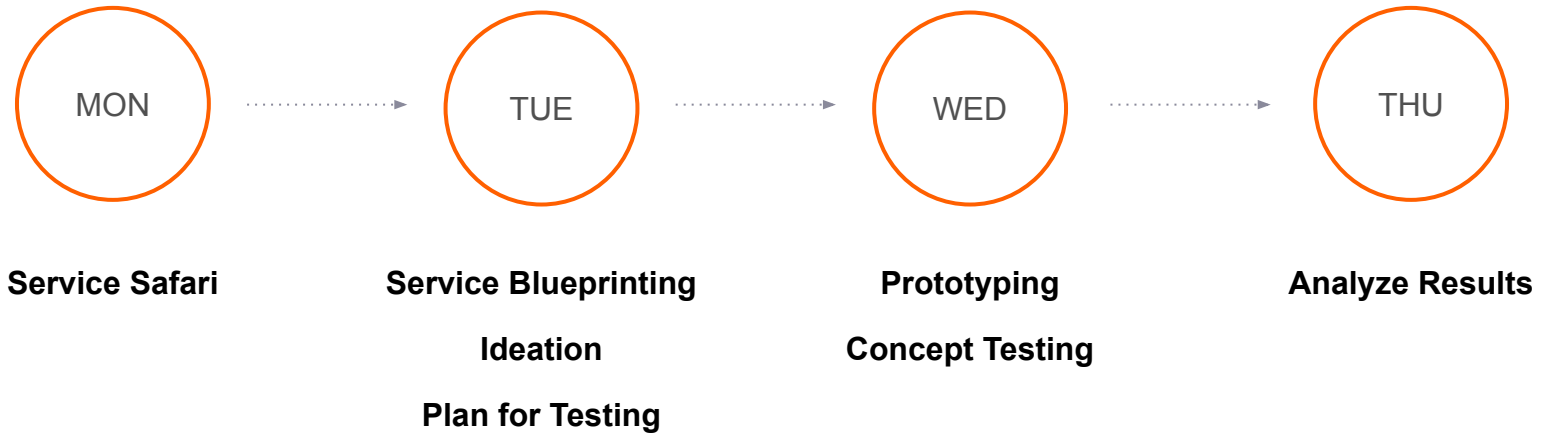 MON
TUE
WED
THU
Service Safari
Service Blueprinting
Ideation
Plan for Testing
Prototyping
Concept Testing
Analyze Results